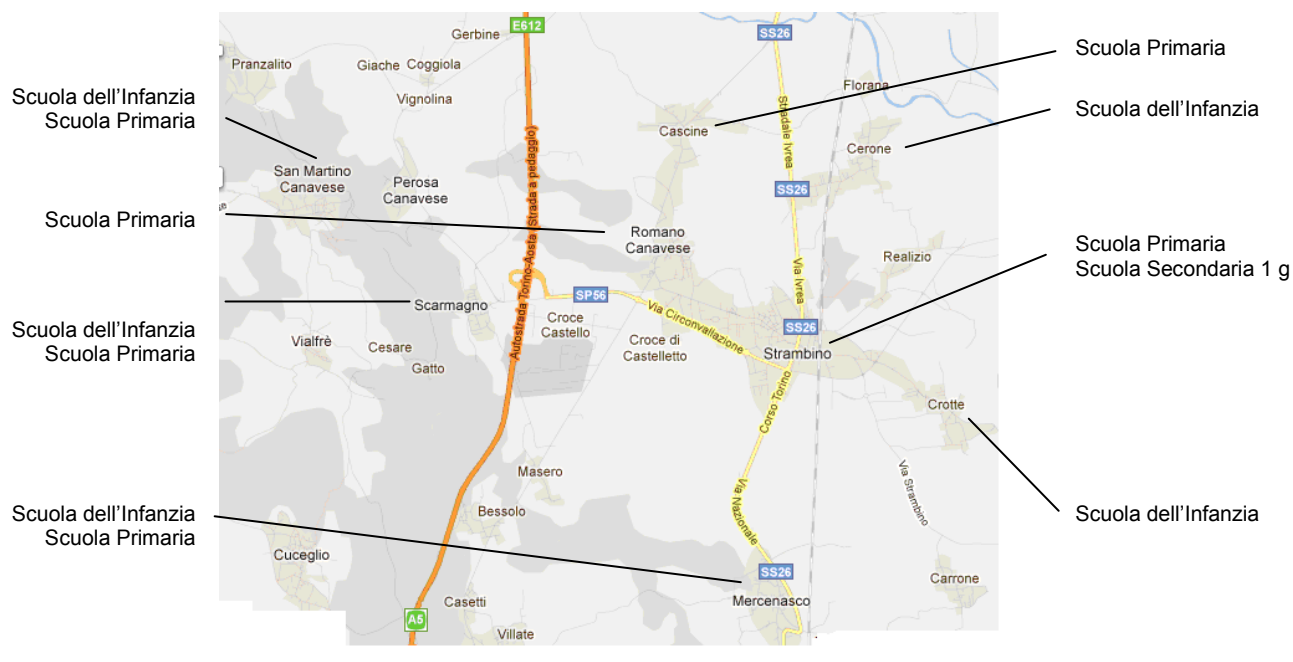 Scuola dell'Infanzia
Scuola Primaria
Scuola Primaria
Scuola dell'Infanzia
Scuola Primaria
Scuola dell'Infanzia
Scuola Primaria
E612
SS26
Gerbine
Pranzalito
Giache
Coggiola
Vignolina
Florana
Cascine
Stradale Ivrea
Cerone
San Martino
Canavese
Perosa
Canavese
SS26
Autostrada Torino-Aosta (Strada a pedaggio)
Romano
Canavese
Realizio
Via Ivrea
Scarmagno
SP56
Via Circonvallazione
Croce
Castello
Croce di
Castelletto
SS26
Strambino
Vialfrè
Cesare
Gatto
Corso Torino
Crotte
Masero
Via Strambino
Via Nazionale
Bessolo
Cuceglio
SS26
Carrone
Mercenasco
Casetti
A5
Villate
Scuola Primaria
Scuola dell'Infanzia
Scuola Primaria
Scuola Secondaria 1 g
Scuola dell'Infanzia